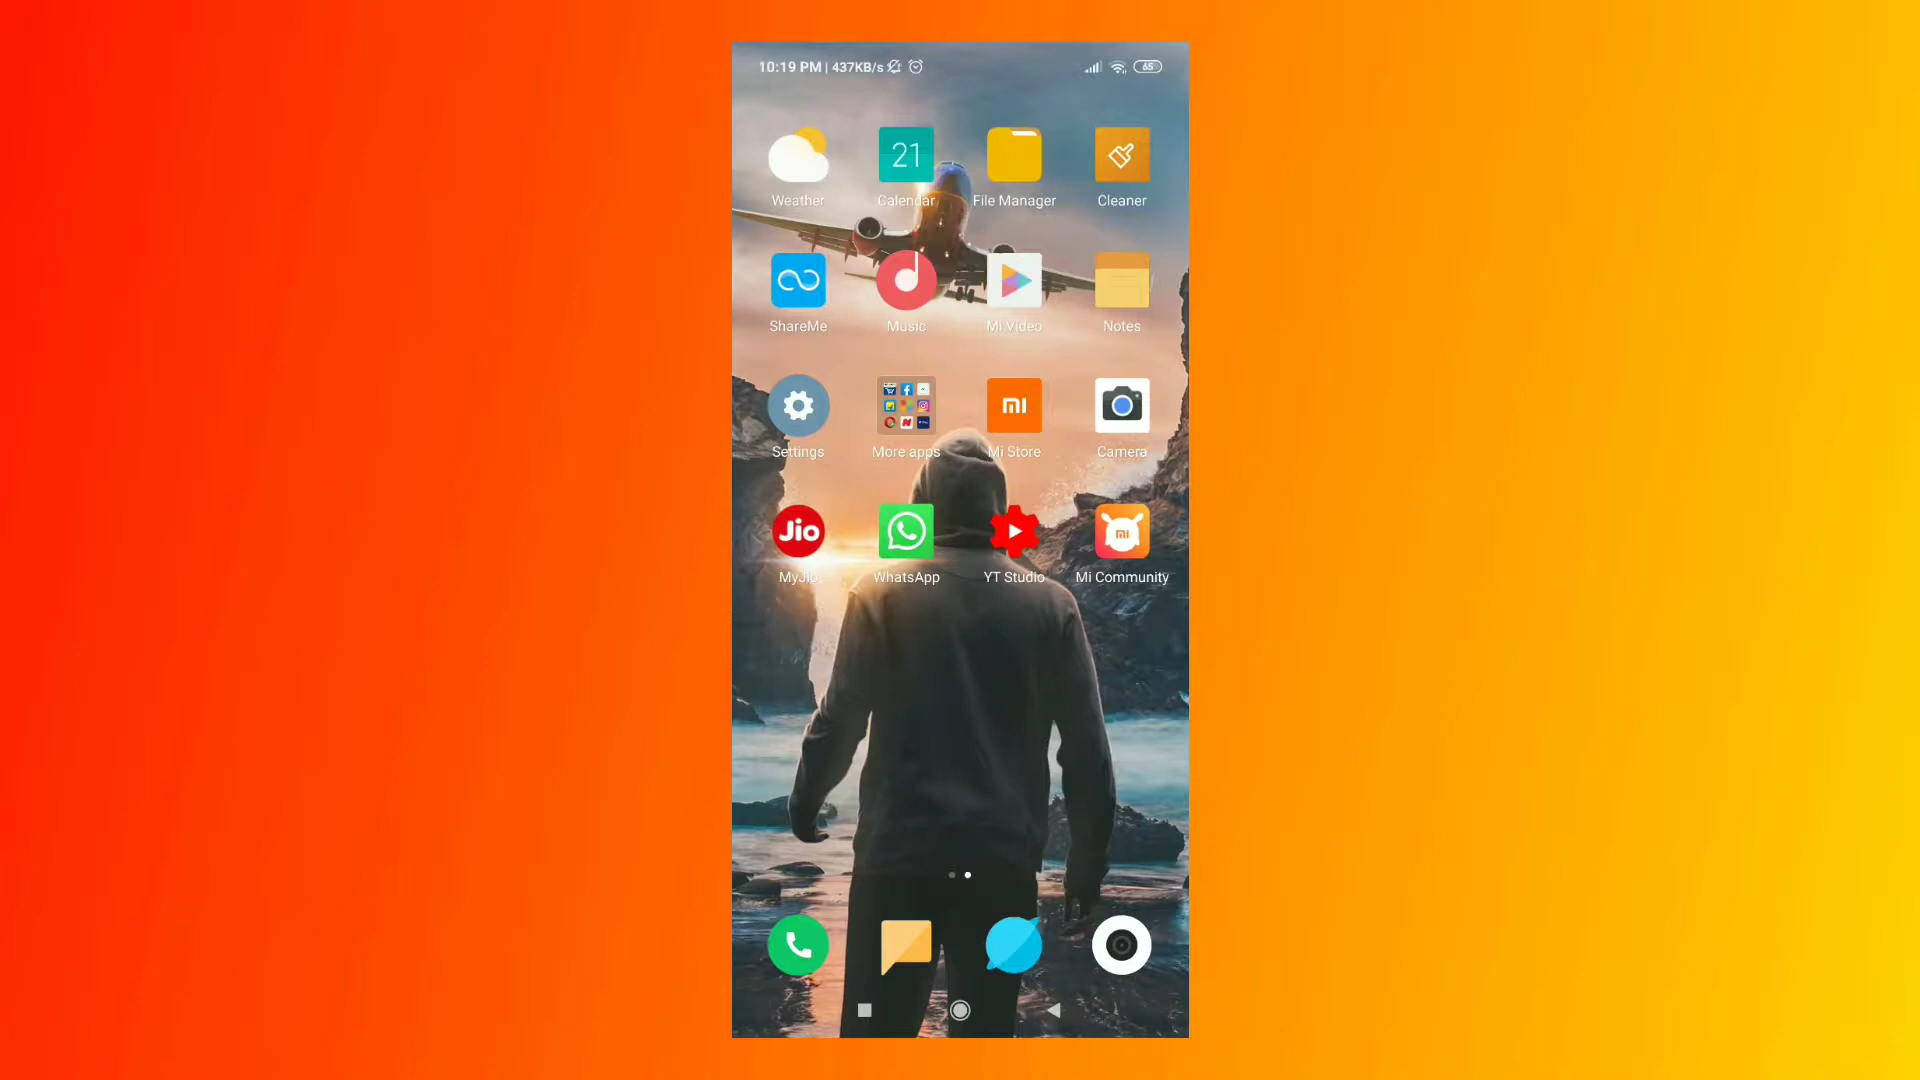 10:19 PM | 437KB/s 65
21
Weather Calendar File Manager Cleaner
ShareMe Music Mi Video Notes
mi
Settings More apps Mi Store Camera
Jio mi
MyJio WhatsApp YT Studio Mi Community